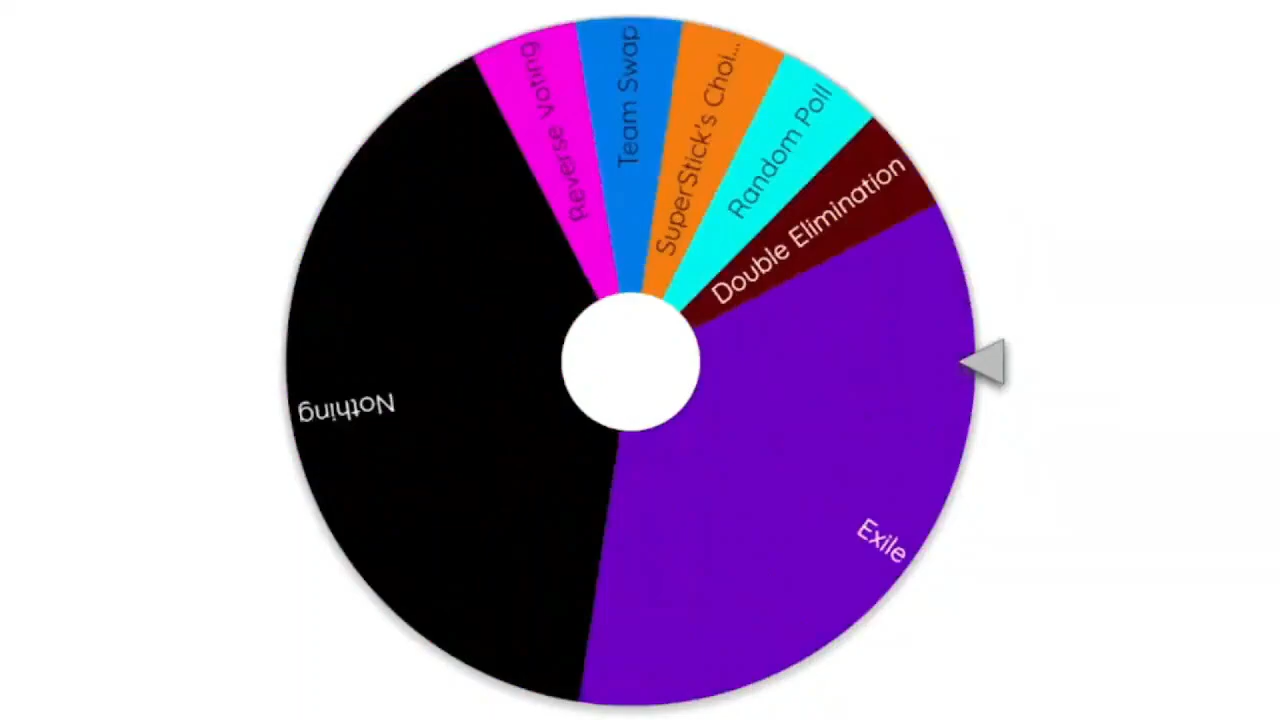 Reverse Voting
Team Swap
SuperStick's Choi...
Random Poll
Double Elimination
Nothing
Exile